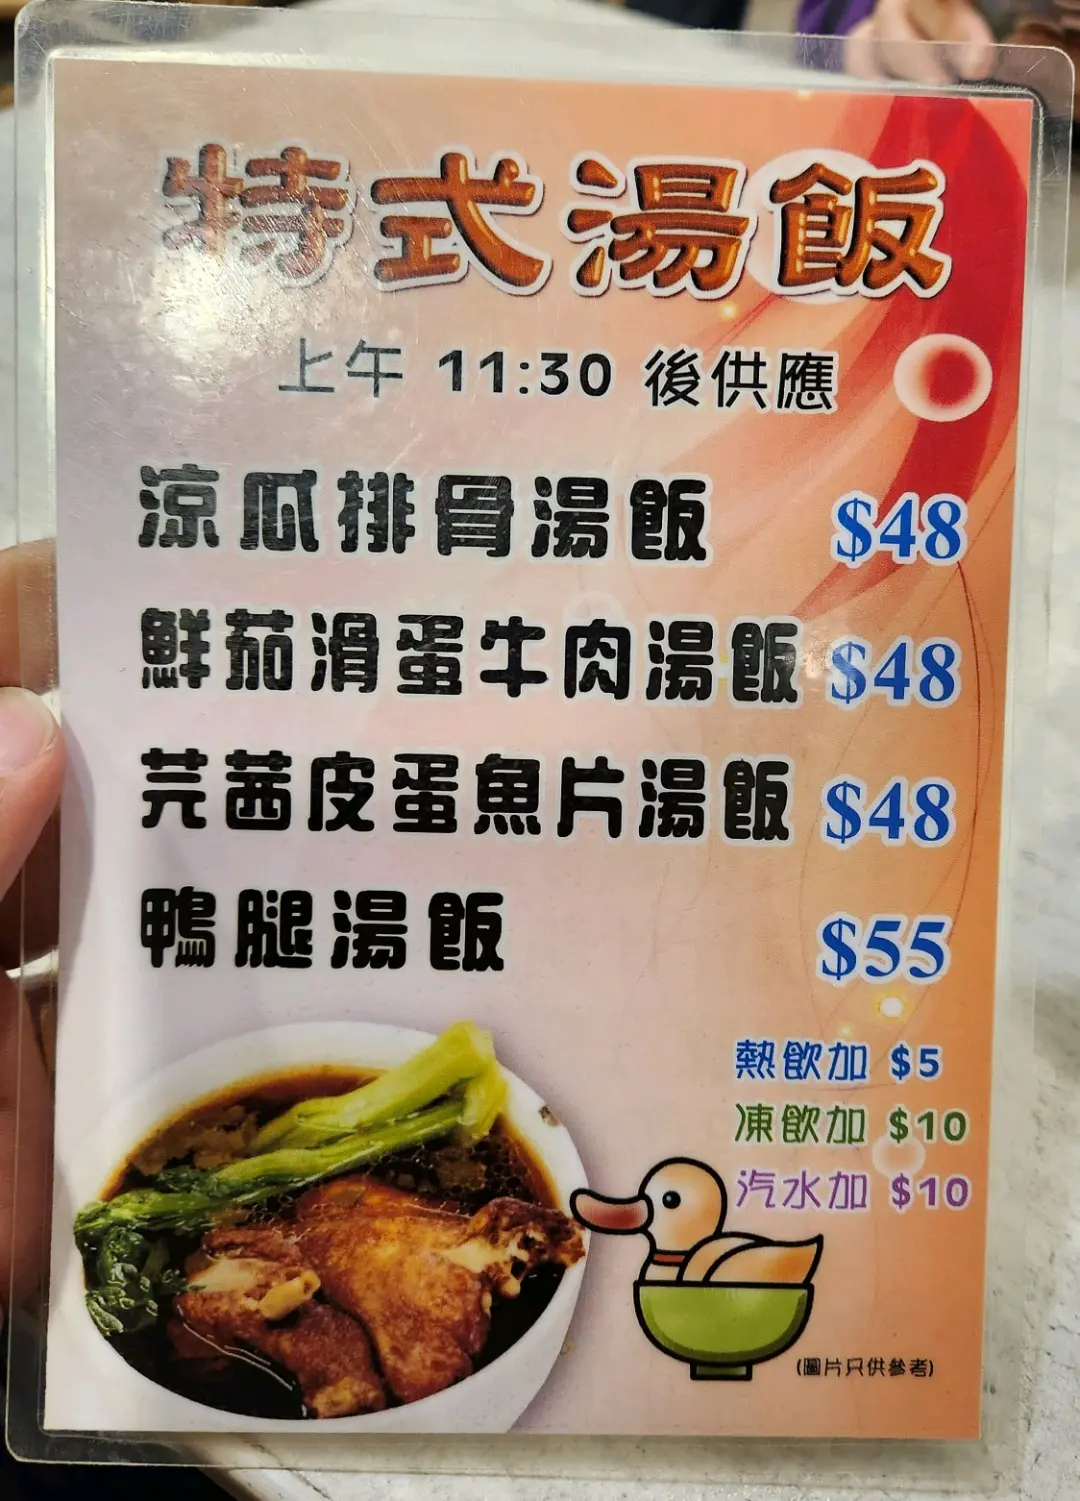 特式湯飯
上午 11:30 後供應
涼瓜排骨湯飯 $48
鮮茄滑蛋牛肉湯飯 $48
芫茜皮蛋魚片湯飯 $48
鴨腿湯飯 $55
熱飲加 $5
凍飲加 $10
汽水加 $10
(圖片只供參考)